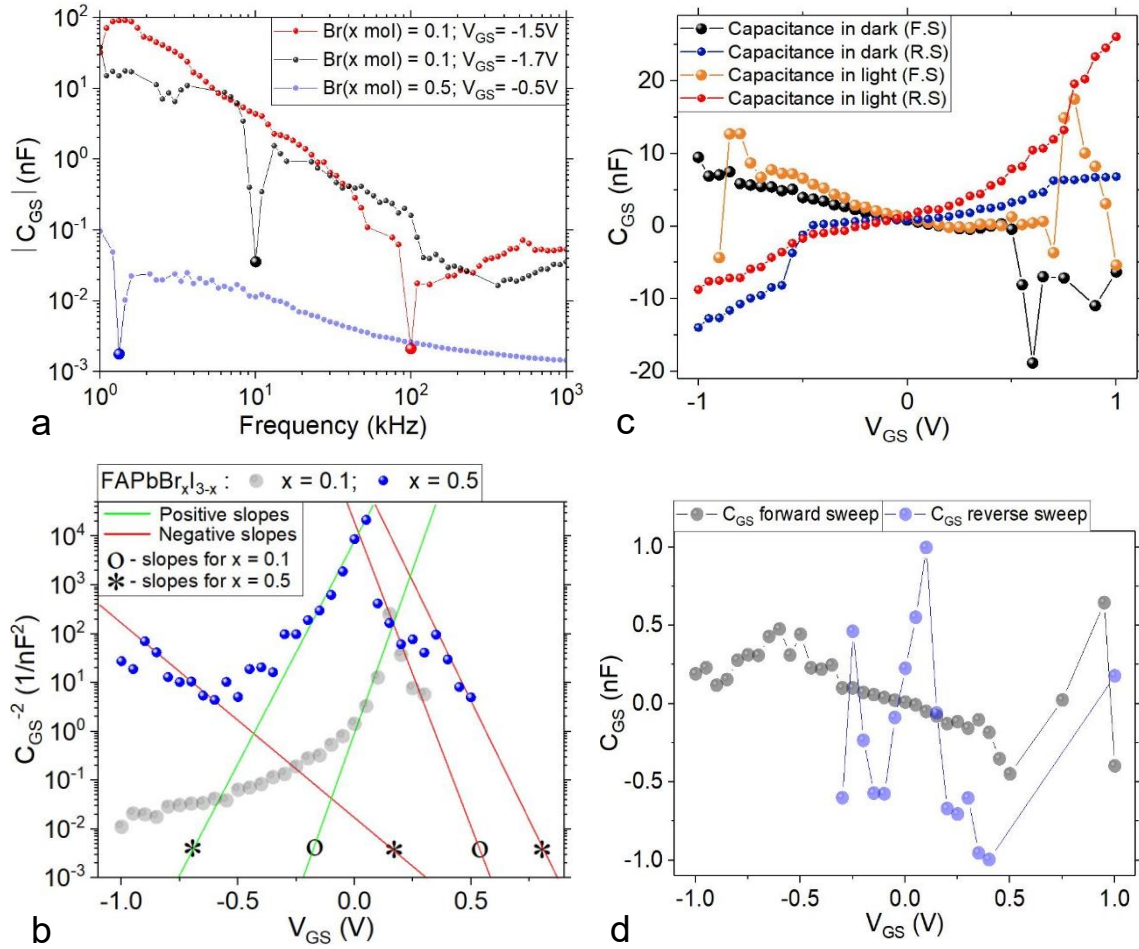 Br(x mol) = 0.1; V_GS= -1.5V
Br(x mol) = 0.1; V_GS= -1.7V
Br(x mol) = 0.5; V_GS= -0.5V
| C_GS | (nF)
10²
10¹
10⁰
10⁻¹
10⁻²
10⁻³
10⁰ 10¹ 10² 10³
Frequency (kHz)
a
Capacitance in dark (F.S)
Capacitance in dark (R.S)
Capacitance in light (F.S)
Capacitance in light (R.S)
C_GS (nF)
20
10
0
-10
-20
-1 0 1
V_GS (V)
c
FAPbBr_xI_3-x : x = 0.1; x = 0.5
Positive slopes
Negative slopes
O - slopes for x = 0.1
* - slopes for x = 0.5
C_GS⁻² (1/nF²)
10⁴
10³
10²
10¹
10⁰
10⁻¹
10⁻²
10⁻³
-1.0 -0.5 0.0 0.5
V_GS (V)
b
C_GS forward sweep C_GS reverse sweep
C_GS (nF)
1.0
0.5
0.0
-0.5
-1.0
-1.0 -0.5 0.0 0.5 1.0
V_GS (V)
d